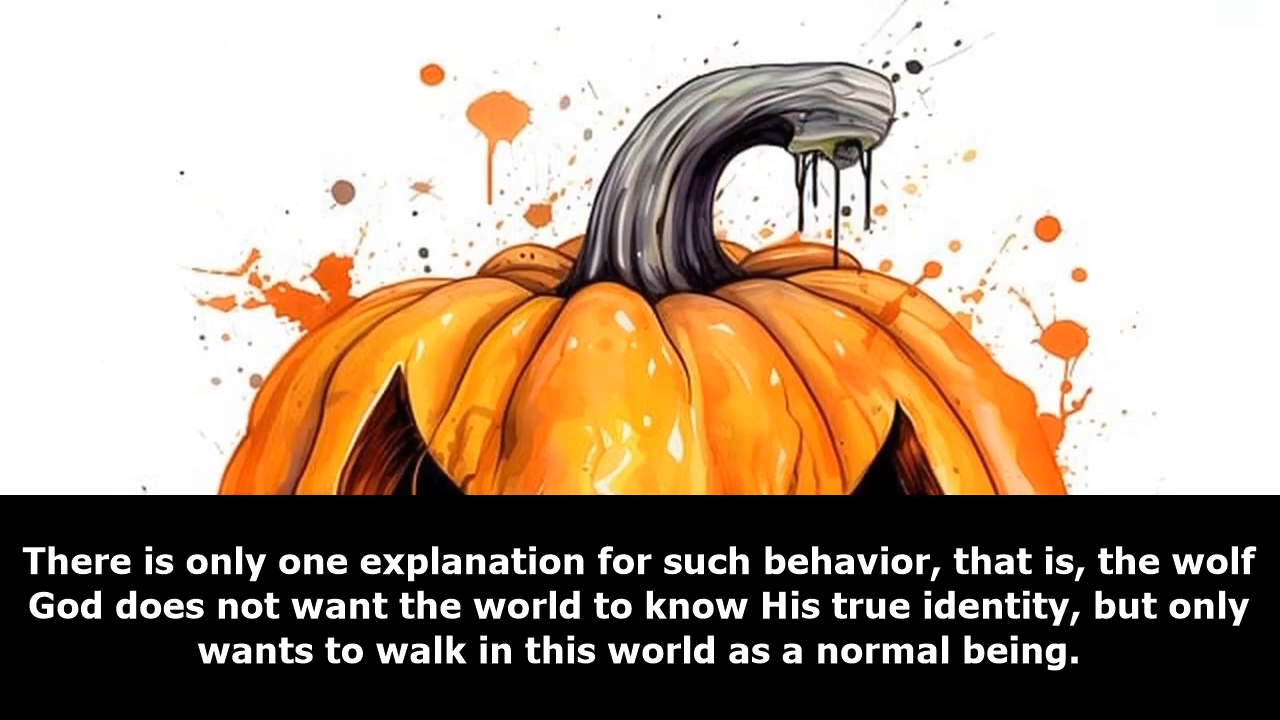 There is only one explanation for such behavior, that is, the wolf
God does not want the world to know His true identity, but only
wants to walk in this world as a normal being.